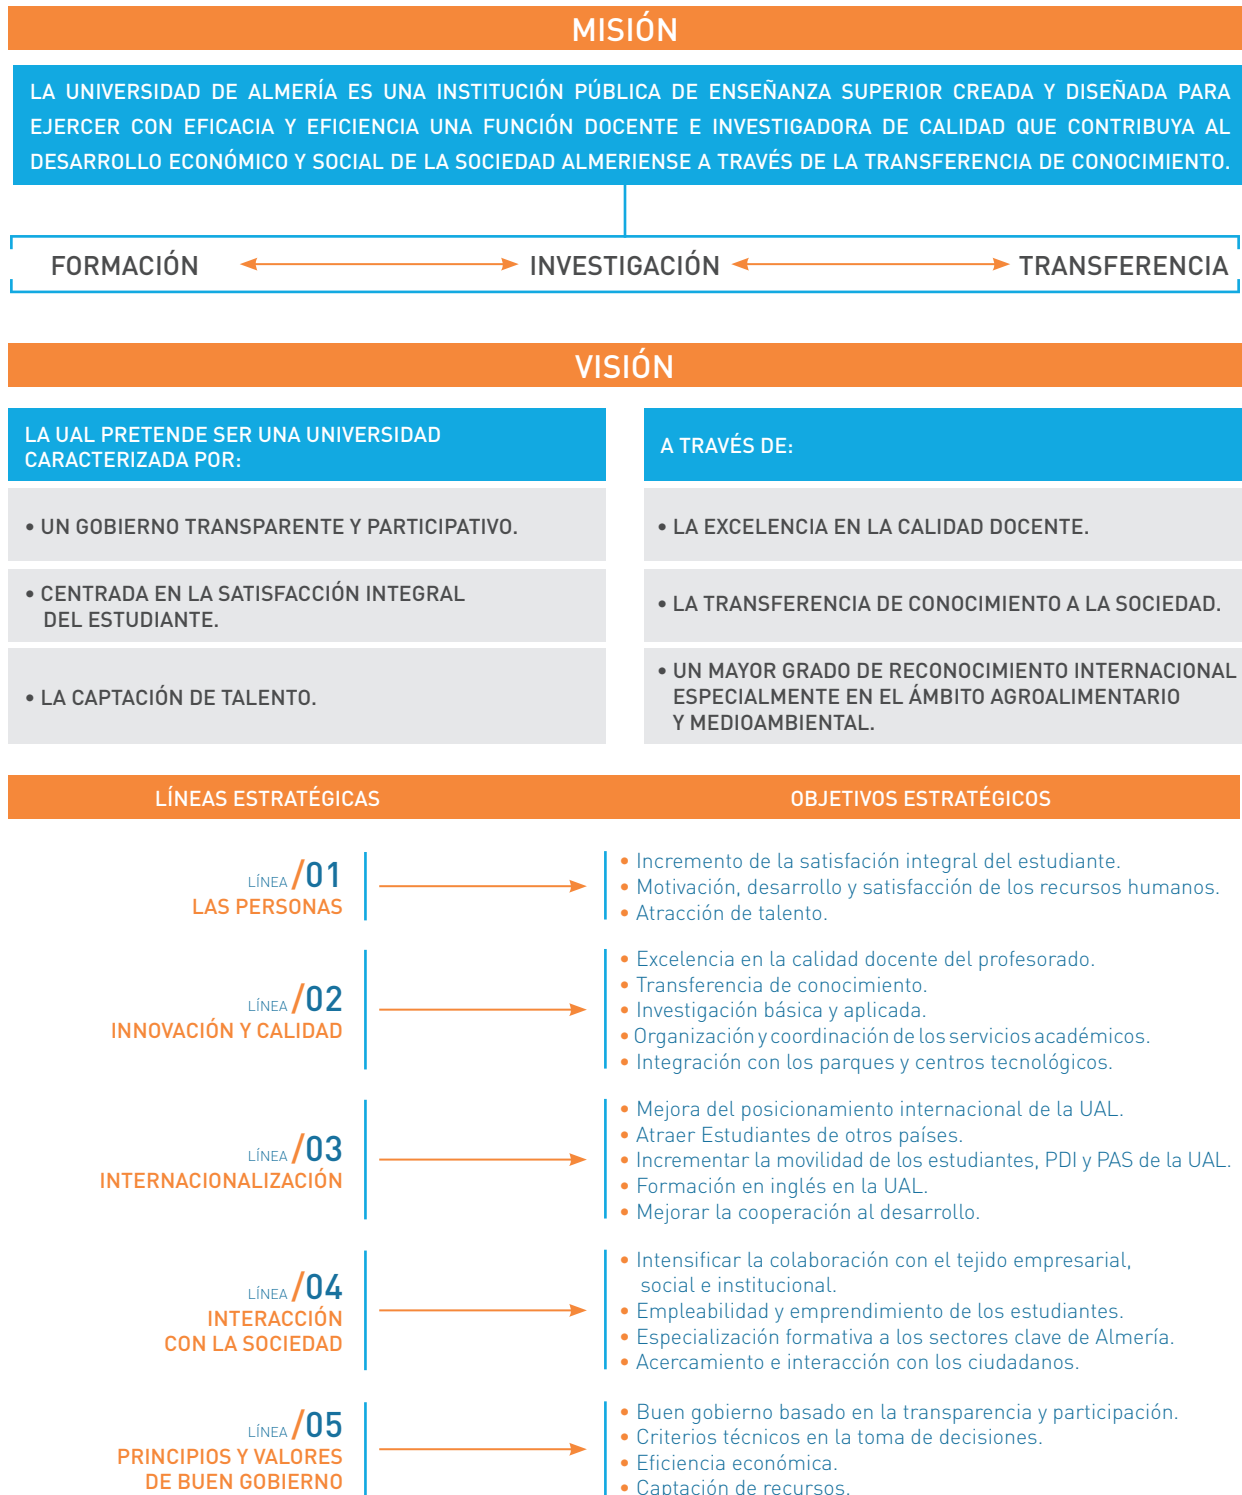 MISIÓN
LA UNIVERSIDAD DE ALMERÍA ES UNA INSTITUCIÓN PÚBLICA DE ENSEÑANZA SUPERIOR CREADA Y DISEÑADA PARA
EJERCER CON EFICACIA Y EFICIENCIA UNA FUNCIÓN DOCENTE E INVESTIGADORA DE CALIDAD QUE CONTRIBUYA AL
DESARROLLO ECONÓMICO Y SOCIAL DE LA SOCIEDAD ALMERIENSE A TRAVÉS DE LA TRANSFERENCIA DE CONOCIMIENTO.
FORMACIÓN INVESTIGACIÓN TRANSFERENCIA
VISIÓN
LA UAL PRETENDE SER UNA UNIVERSIDAD
CARACTERIZADA POR:
• UN GOBIERNO TRANSPARENTE Y PARTICIPATIVO.
• CENTRADA EN LA SATISFACCIÓN INTEGRAL
DEL ESTUDIANTE.
• LA CAPTACIÓN DE TALENTO.
A TRAVÉS DE:
• LA EXCELENCIA EN LA CALIDAD DOCENTE.
• LA TRANSFERENCIA DE CONOCIMIENTO A LA SOCIEDAD.
• UN MAYOR GRADO DE RECONOCIMIENTO INTERNACIONAL
ESPECIALMENTE EN EL ÁMBITO AGROALIMENTARIO
Y MEDIOAMBIENTAL.
LÍNEAS ESTRATÉGICAS
OBJETIVOS ESTRATÉGICOS
LÍNEA /01
LAS PERSONAS
• Incremento de la satisfación integral del estudiante.
• Motivación, desarrollo y satisfacción de los recursos humanos.
• Atracción de talento.
LÍNEA /02
INNOVACIÓN Y CALIDAD
• Excelencia en la calidad docente del profesorado.
• Transferencia de conocimiento.
• Investigación básica y aplicada.
• Organización y coordinación de los servicios académicos.
• Integración con los parques y centros tecnológicos.
LÍNEA /03
INTERNACIONALIZACIÓN
• Mejora del posicionamiento internacional de la UAL.
• Atraer Estudiantes de otros países.
• Incrementar la movilidad de los estudiantes, PDI y PAS de la UAL.
• Formación en inglés en la UAL.
• Mejorar la cooperación al desarrollo.
LÍNEA /04
INTERACCIÓN
CON LA SOCIEDAD
• Intensificar la colaboración con el tejido empresarial,
social e institucional.
• Empleabilidad y emprendimiento de los estudiantes.
• Especialización formativa a los sectores clave de Almería.
• Acercamiento e interacción con los ciudadanos.
LÍNEA /05
PRINCIPIOS Y VALORES
DE BUEN GOBIERNO
• Buen gobierno basado en la transparencia y participación.
• Criterios técnicos en la toma de decisiones.
• Eficiencia económica.
• Captación de recursos.